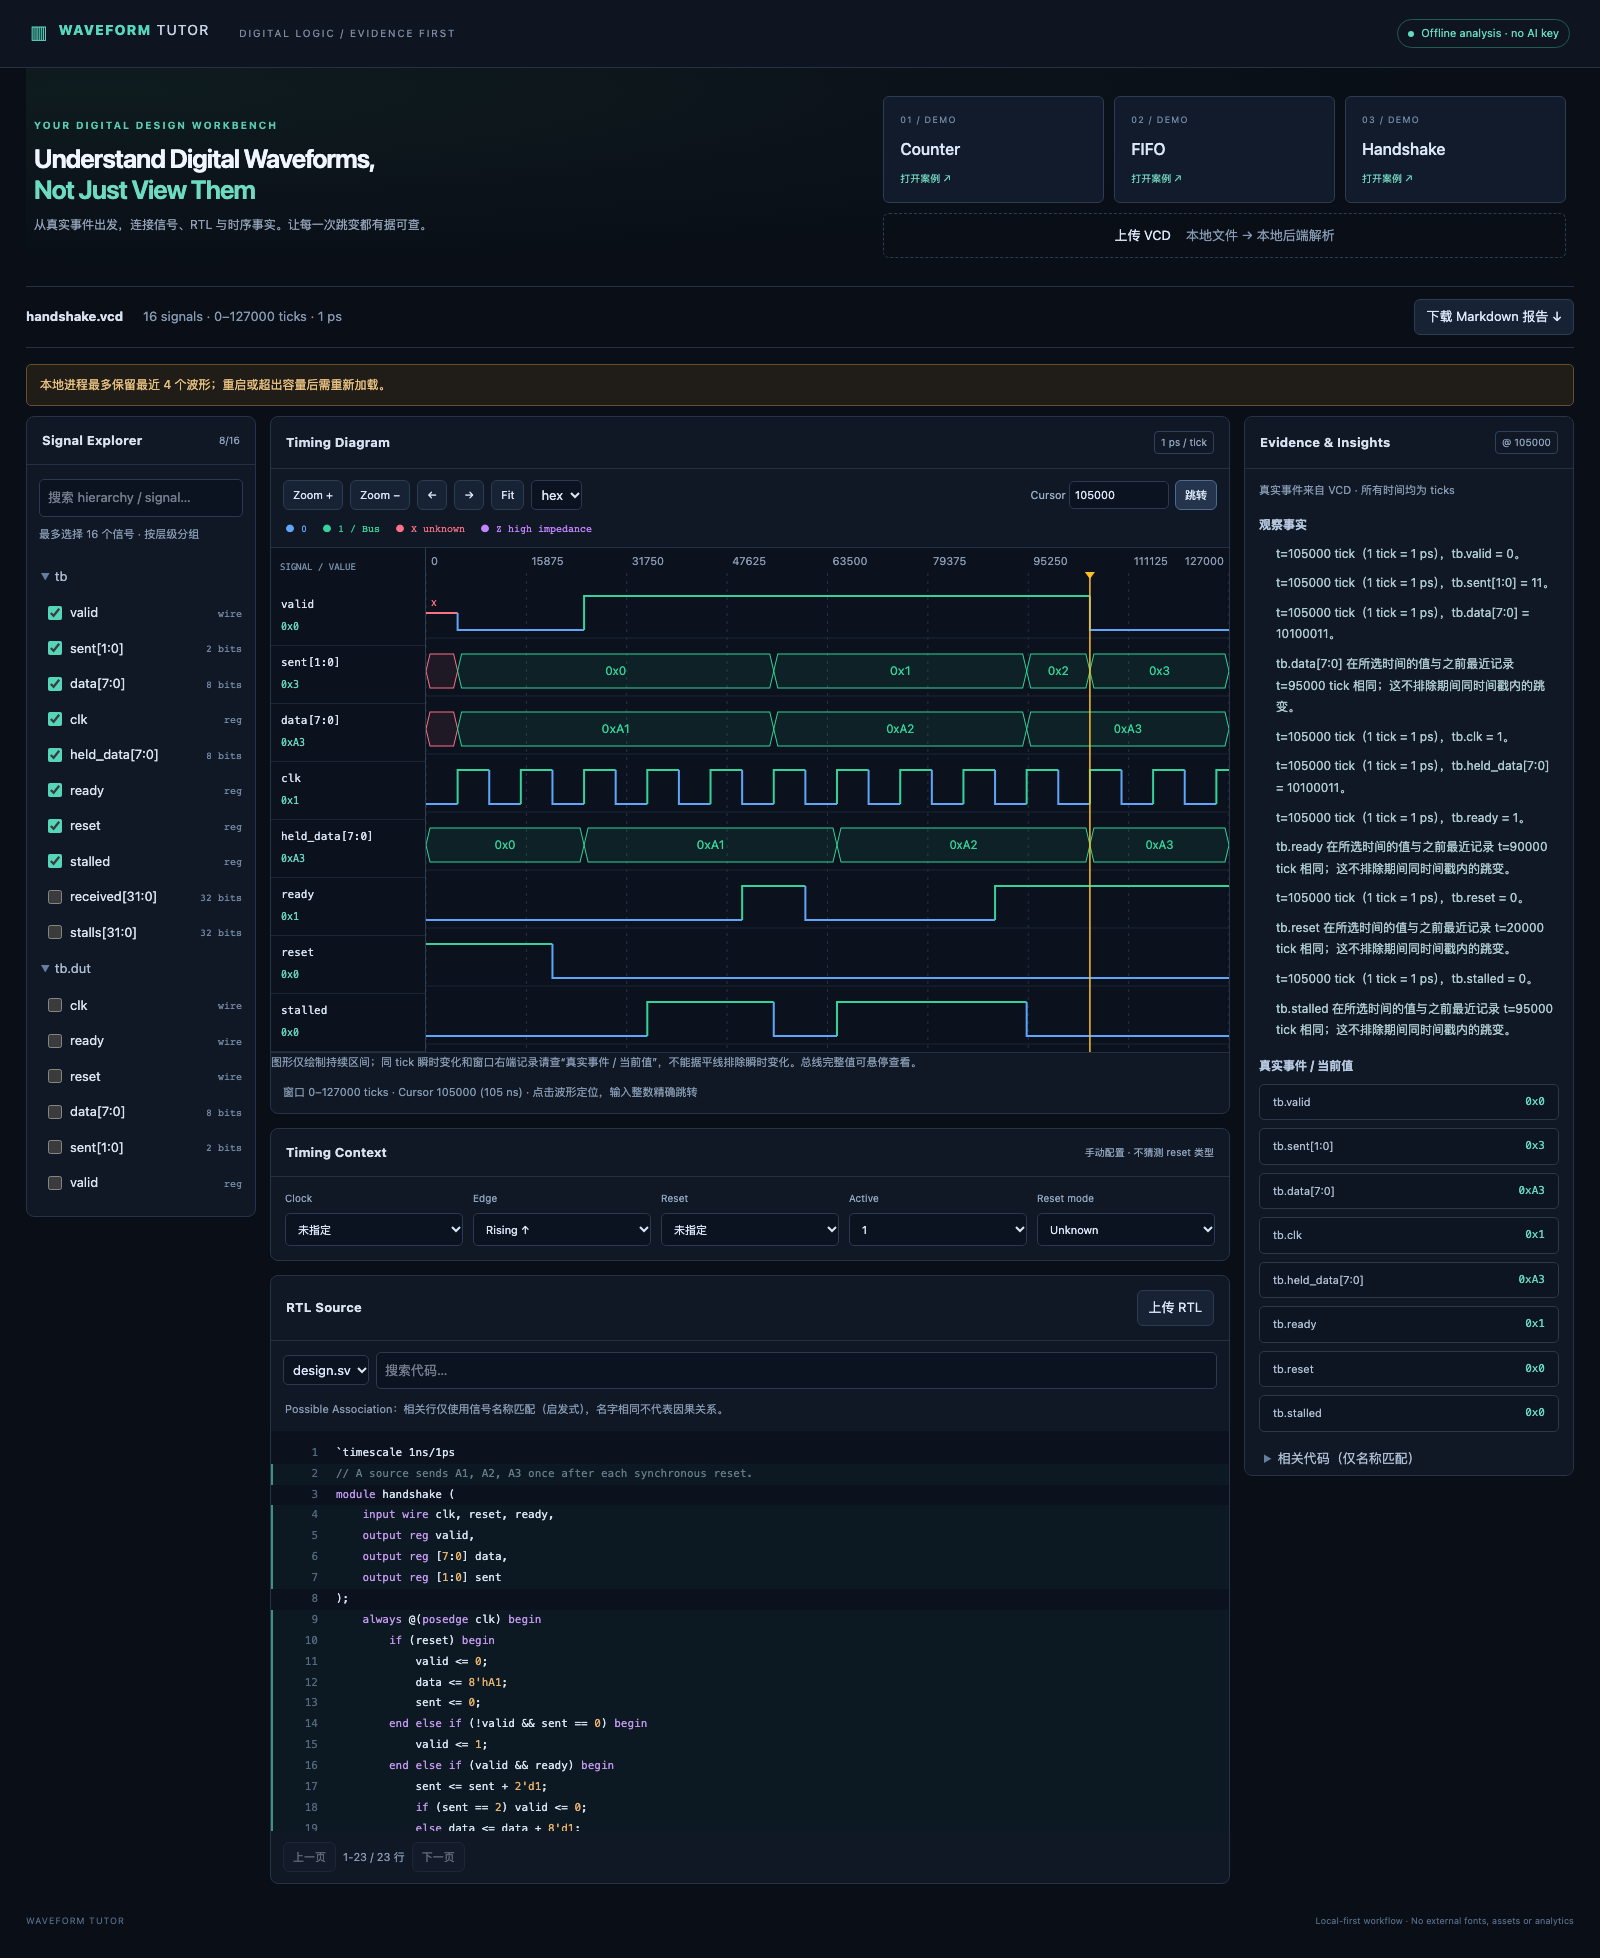 WAVEFORM TUTOR
DIGITAL LOGIC / EVIDENCE FIRST
Offline analysis · no AI key
YOUR DIGITAL DESIGN WORKBENCH
Understand Digital Waveforms,
Not Just View Them
从真实事件出发，连接信号、RTL 与时序事实。让每一次跳变都有据可查。
01 / DEMO
Counter
打开案例 ↗
02 / DEMO
FIFO
打开案例 ↗
03 / DEMO
Handshake
打开案例 ↗
上传 VCD 本地文件 → 本地后端解析
handshake.vcd 16 signals · 0–127000 ticks · 1 ps
下载 Markdown 报告 ↓
本地进程最多保留最近 4 个波形；重启或超出容量后需重新加载。
Signal Explorer 8/16
搜索 hierarchy / signal...
最多选择 16 个信号 · 按层级分组
▼ tb
valid wire
sent[1:0] 2 bits
data[7:0] 8 bits
clk reg
held_data[7:0] 8 bits
ready reg
reset reg
stalled reg
received[31:0] 32 bits
stalls[31:0] 32 bits
▼ tb.dut
clk wire
ready wire
reset wire
data[7:0] 8 bits
sent[1:0] 2 bits
valid reg
Timing Diagram 1 ps / tick
Zoom + Zoom − ← → Fit hex Cursor 105000 跳转
0 1 / Bus X unknown Z high impedance
SIGNAL / VALUE 0 15875 31750 47625 63500 79375 95250 111125 127000
valid X
0x0
sent[1:0] 0x0 0x1 0x2 0x3
0x3
data[7:0] 0xA1 0xA2 0xA3
0xA3
clk
0x1
held_data[7:0] 0x0 0xA1 0xA2 0xA3
0xA3
ready
0x1
reset
0x0
stalled
0x0
图形仅绘制持续区间；同 tick 瞬时变化和窗口右端记录请查“真实事件 / 当前值”，不能据平线排除瞬时变化。总线完整值可悬停查看。
窗口 0–127000 ticks · Cursor 105000 (105 ns) · 点击波形定位，输入整数精确跳转
Timing Context 手动配置 · 不猜测 reset 类型
Clock Edge Reset Active Reset mode
未指定 Rising ↑ 未指定 1 Unknown
RTL Source 上传 RTL
design.sv 搜索代码...
Possible Association：相关行仅使用信号名称匹配（启发式），名字相同不代表因果关系。
1 `timescale 1ns/1ps
2 // A source sends A1, A2, A3 once after each synchronous reset.
3 module handshake (
4 input wire clk, reset, ready,
5 output reg valid,
6 output reg [7:0] data,
7 output reg [1:0] sent
8 );
9 always @(posedge clk) begin
10 if (reset) begin
11 valid <= 0;
12 data <= 8'hA1;
13 sent <= 0;
14 end else if (!valid && sent == 0) begin
15 valid <= 1;
16 end else if (valid && ready) begin
17 sent <= sent + 2'd1;
18 if (sent == 2) valid <= 0;
19 else data <= data + 8'd1;
上一页 1-23 / 23 行 下一页
Evidence & Insights @ 105000
真实事件来自 VCD · 所有时间均为 ticks
观察事实
t=105000 tick（1 tick = 1 ps），tb.valid = 0。
t=105000 tick（1 tick = 1 ps），tb.sent[1:0] = 11。
t=105000 tick（1 tick = 1 ps），tb.data[7:0] =
10100011。
tb.data[7:0] 在所选时间的值与之前最近记录
t=95000 tick 相同；这不排除期间同时间戳内的跳
变。
t=105000 tick（1 tick = 1 ps），tb.clk = 1。
t=105000 tick（1 tick = 1 ps），tb.held_data[7:0]
= 10100011。
t=105000 tick（1 tick = 1 ps），tb.ready = 1。
tb.ready 在所选时间的值与之前最近记录 t=90000
tick 相同；这不排除期间同时间戳内的跳变。
t=105000 tick（1 tick = 1 ps），tb.reset = 0。
tb.reset 在所选时间的值与之前最近记录 t=20000
tick 相同；这不排除期间同时间戳内的跳变。
t=105000 tick（1 tick = 1 ps），tb.stalled = 0。
tb.stalled 在所选时间的值与之前最近记录 t=95000
tick 相同；这不排除期间同时间戳内的跳变。
真实事件 / 当前值
tb.valid 0x0
tb.sent[1:0] 0x3
tb.data[7:0] 0xA3
tb.clk 0x1
tb.held_data[7:0] 0xA3
tb.ready 0x1
tb.reset 0x0
tb.stalled 0x0
▶ 相关代码（仅名称匹配）
WAVEFORM TUTOR
Local-first workflow · No external fonts, assets or analytics